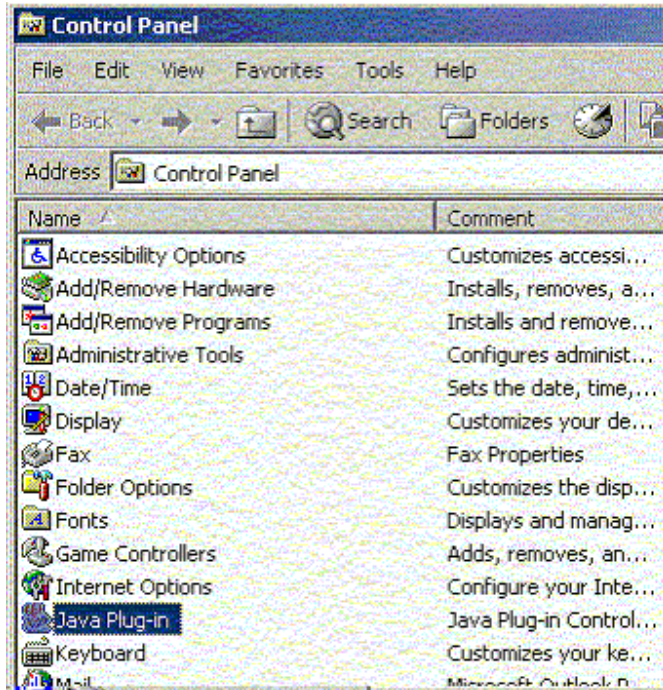 Control Panel
File Edit View Favorites Tools Help
Back Search Folders
Address Control Panel
Name Comment
Accessibility Options Customizes accessi...
Add/Remove Hardware Installs, removes, a...
Add/Remove Programs Installs and remove...
Administrative Tools Configures administ...
Date/Time Sets the date, time,...
Display Customizes your de...
Fax Fax Properties
Folder Options Customizes the disp...
Fonts Displays and manag...
Game Controllers Adds, removes, an...
Internet Options Configure your Inte...
Java Plug-in Java Plug-in Control...
Keyboard Customizes your ke...
Mail Microsoft Outlook